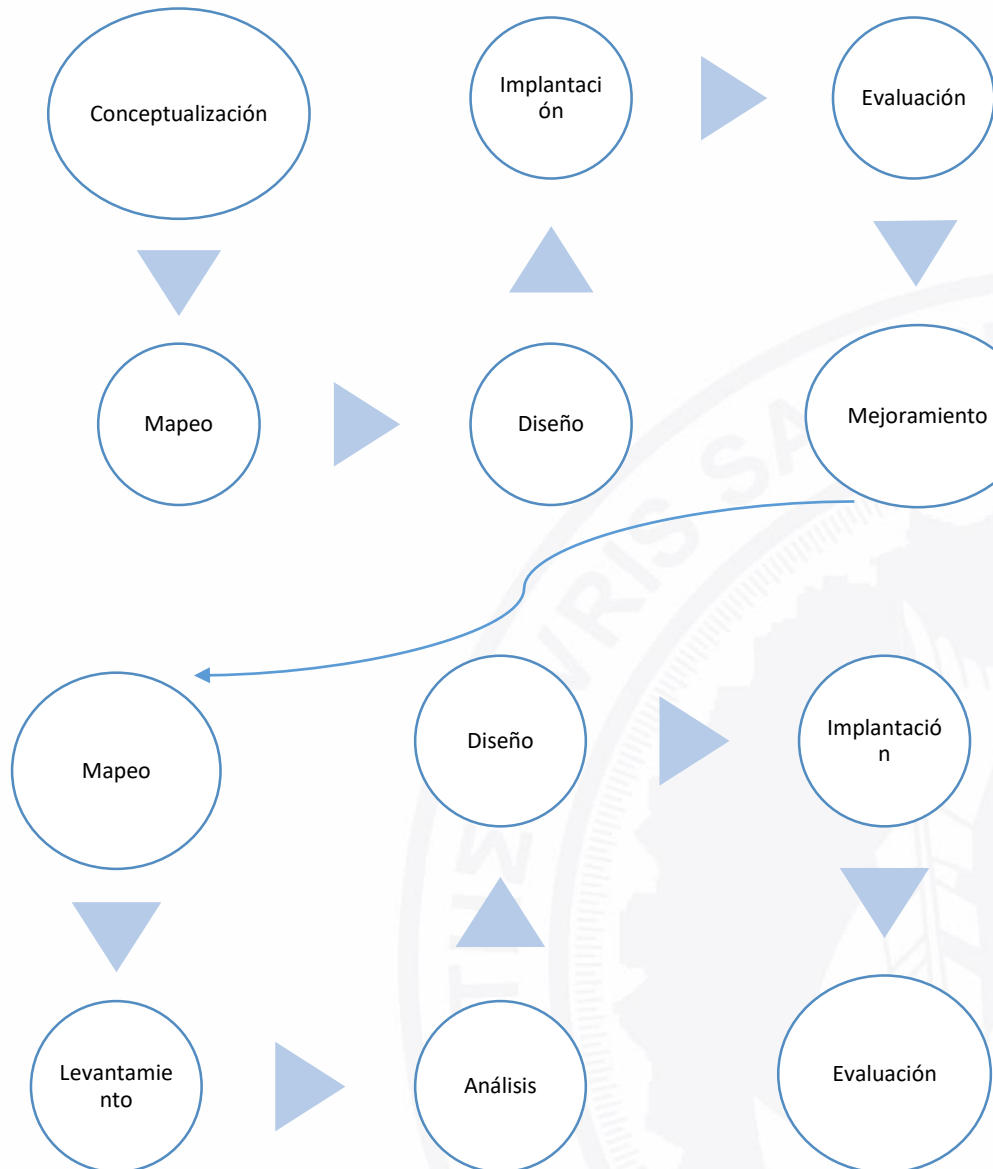 Conceptualización
Mapeo
Diseño
Implantaci
ón
Evaluación
Mejoramiento
Mapeo
Levantamie
nto
Análisis
Diseño
Implantació
n
Evaluación